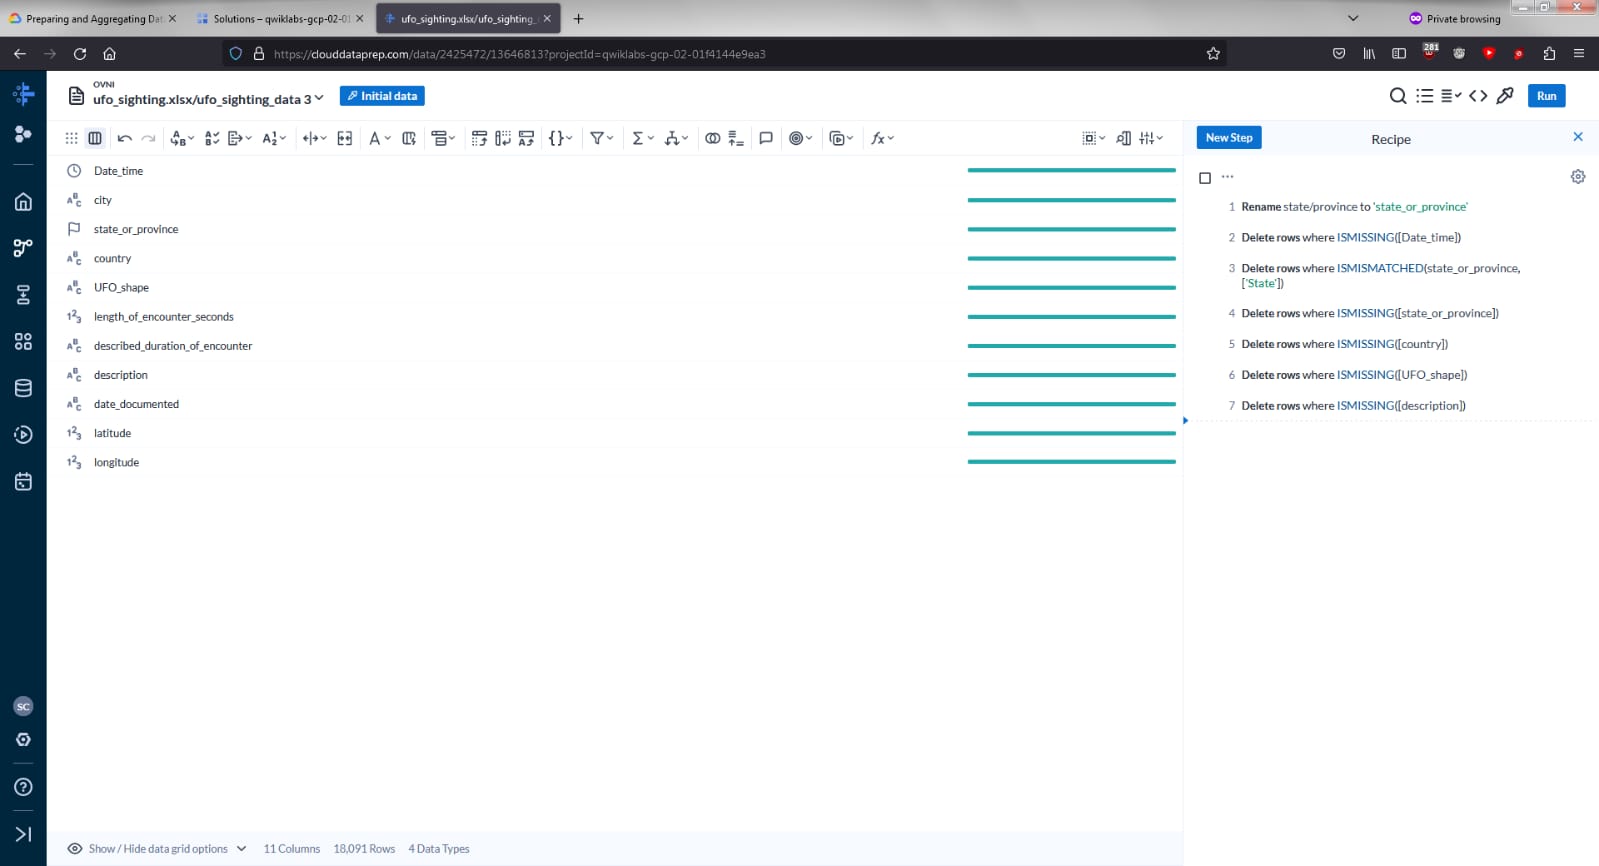 Preparing and Aggregating Dat
Solutions – qwiklabs-gcp-02-01
ufo_sighting.xlsx/ufo_sighting_
Private browsing
https://clouddataprep.com/data/2425472/13646813?projectId=qwiklabs-gcp-02-01f4144e9ea3
281
OVNI
ufo_sighting.xlsx/ufo_sighting_data 3
Initial data
Run
New Step
Recipe
Date_time
city
state_or_province
country
UFO_shape
length_of_encounter_seconds
described_duration_of_encounter
description
date_documented
latitude
longitude
1 Rename state/province to 'state_or_province'
2 Delete rows where ISMISSING([Date_time])
3 Delete rows where ISMISMATCHED(state_or_province,
['State'])
4 Delete rows where ISMISSING([state_or_province])
5 Delete rows where ISMISSING([country])
6 Delete rows where ISMISSING([UFO_shape])
7 Delete rows where ISMISSING([description])
SC
Show / Hide data grid options
11 Columns 18,091 Rows 4 Data Types